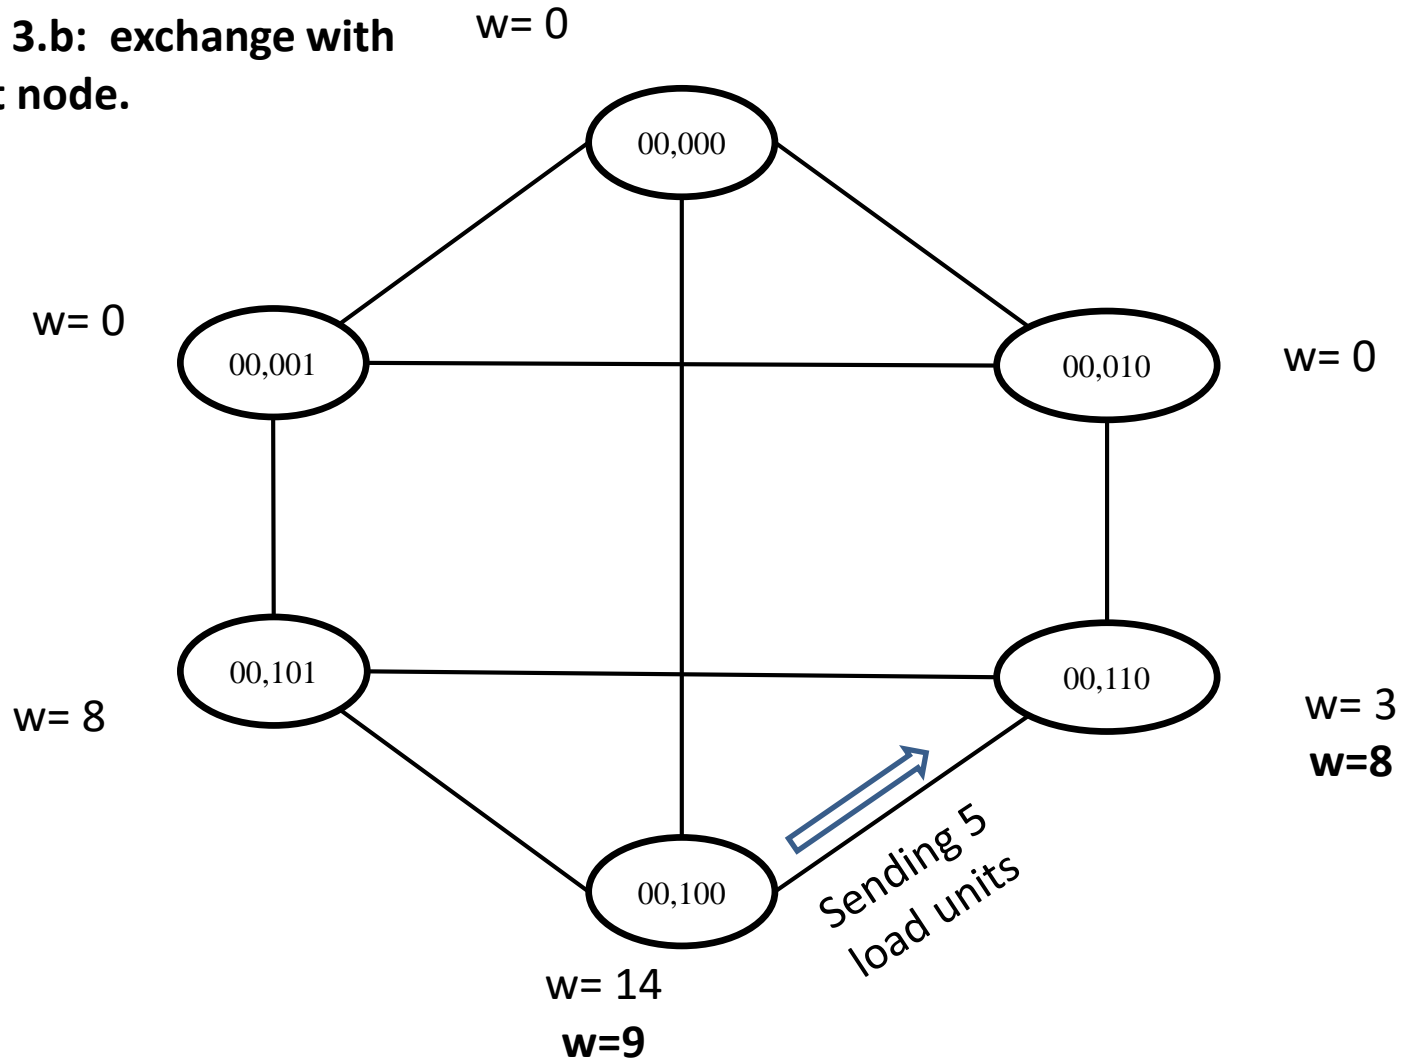 3.b: exchange with
w= 0
node.
00,000
w= 0
00,001
00,010
w= 0
00,101
00,110
w= 8
w= 3
w=8
Sending 5
load units
00,100
w= 14
w=9